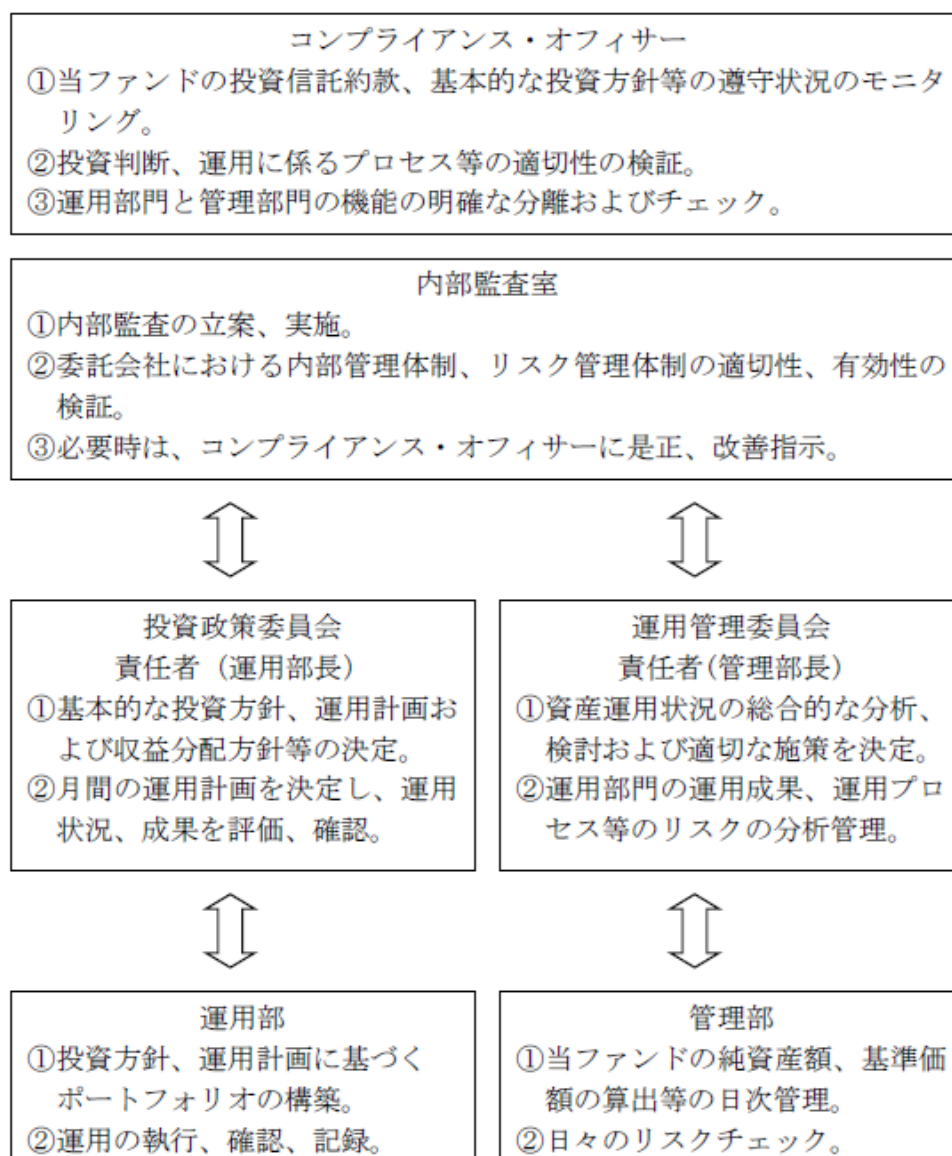 コンプライアンス・オフィサー
①当ファンドの投資信託約款、基本的な投資方針等の遵守状況のモニタ
リング。
②投資判断、運用に係るプロセス等の適切性の検証。
③運用部門と管理部門の機能の明確な分離およびチェック。
内部監査室
①内部監査の立案、実施。
②委託会社における内部管理体制、リスク管理体制の適切性、有効性の
検証。
③必要時は、コンプライアンス・オフィサーに是正、改善指示。
投資政策委員会
責任者（運用部長）
①基本的な投資方針、運用計画お
よび収益分配方針等の決定。
②月間の運用計画を決定し、運用
状況、成果を評価、確認。
運用管理委員会
責任者(管理部長)
①資産運用状況の総合的な分析、
検討および適切な施策を決定。
②運用部門の運用成果、運用プロ
セス等のリスクの分析管理。
運用部
①投資方針、運用計画に基づく
ポートフォリオの構築。
②運用の執行、確認、記録。
管理部
①当ファンドの純資産額、基準価
額の算出等の日次管理。
②日々のリスクチェック。